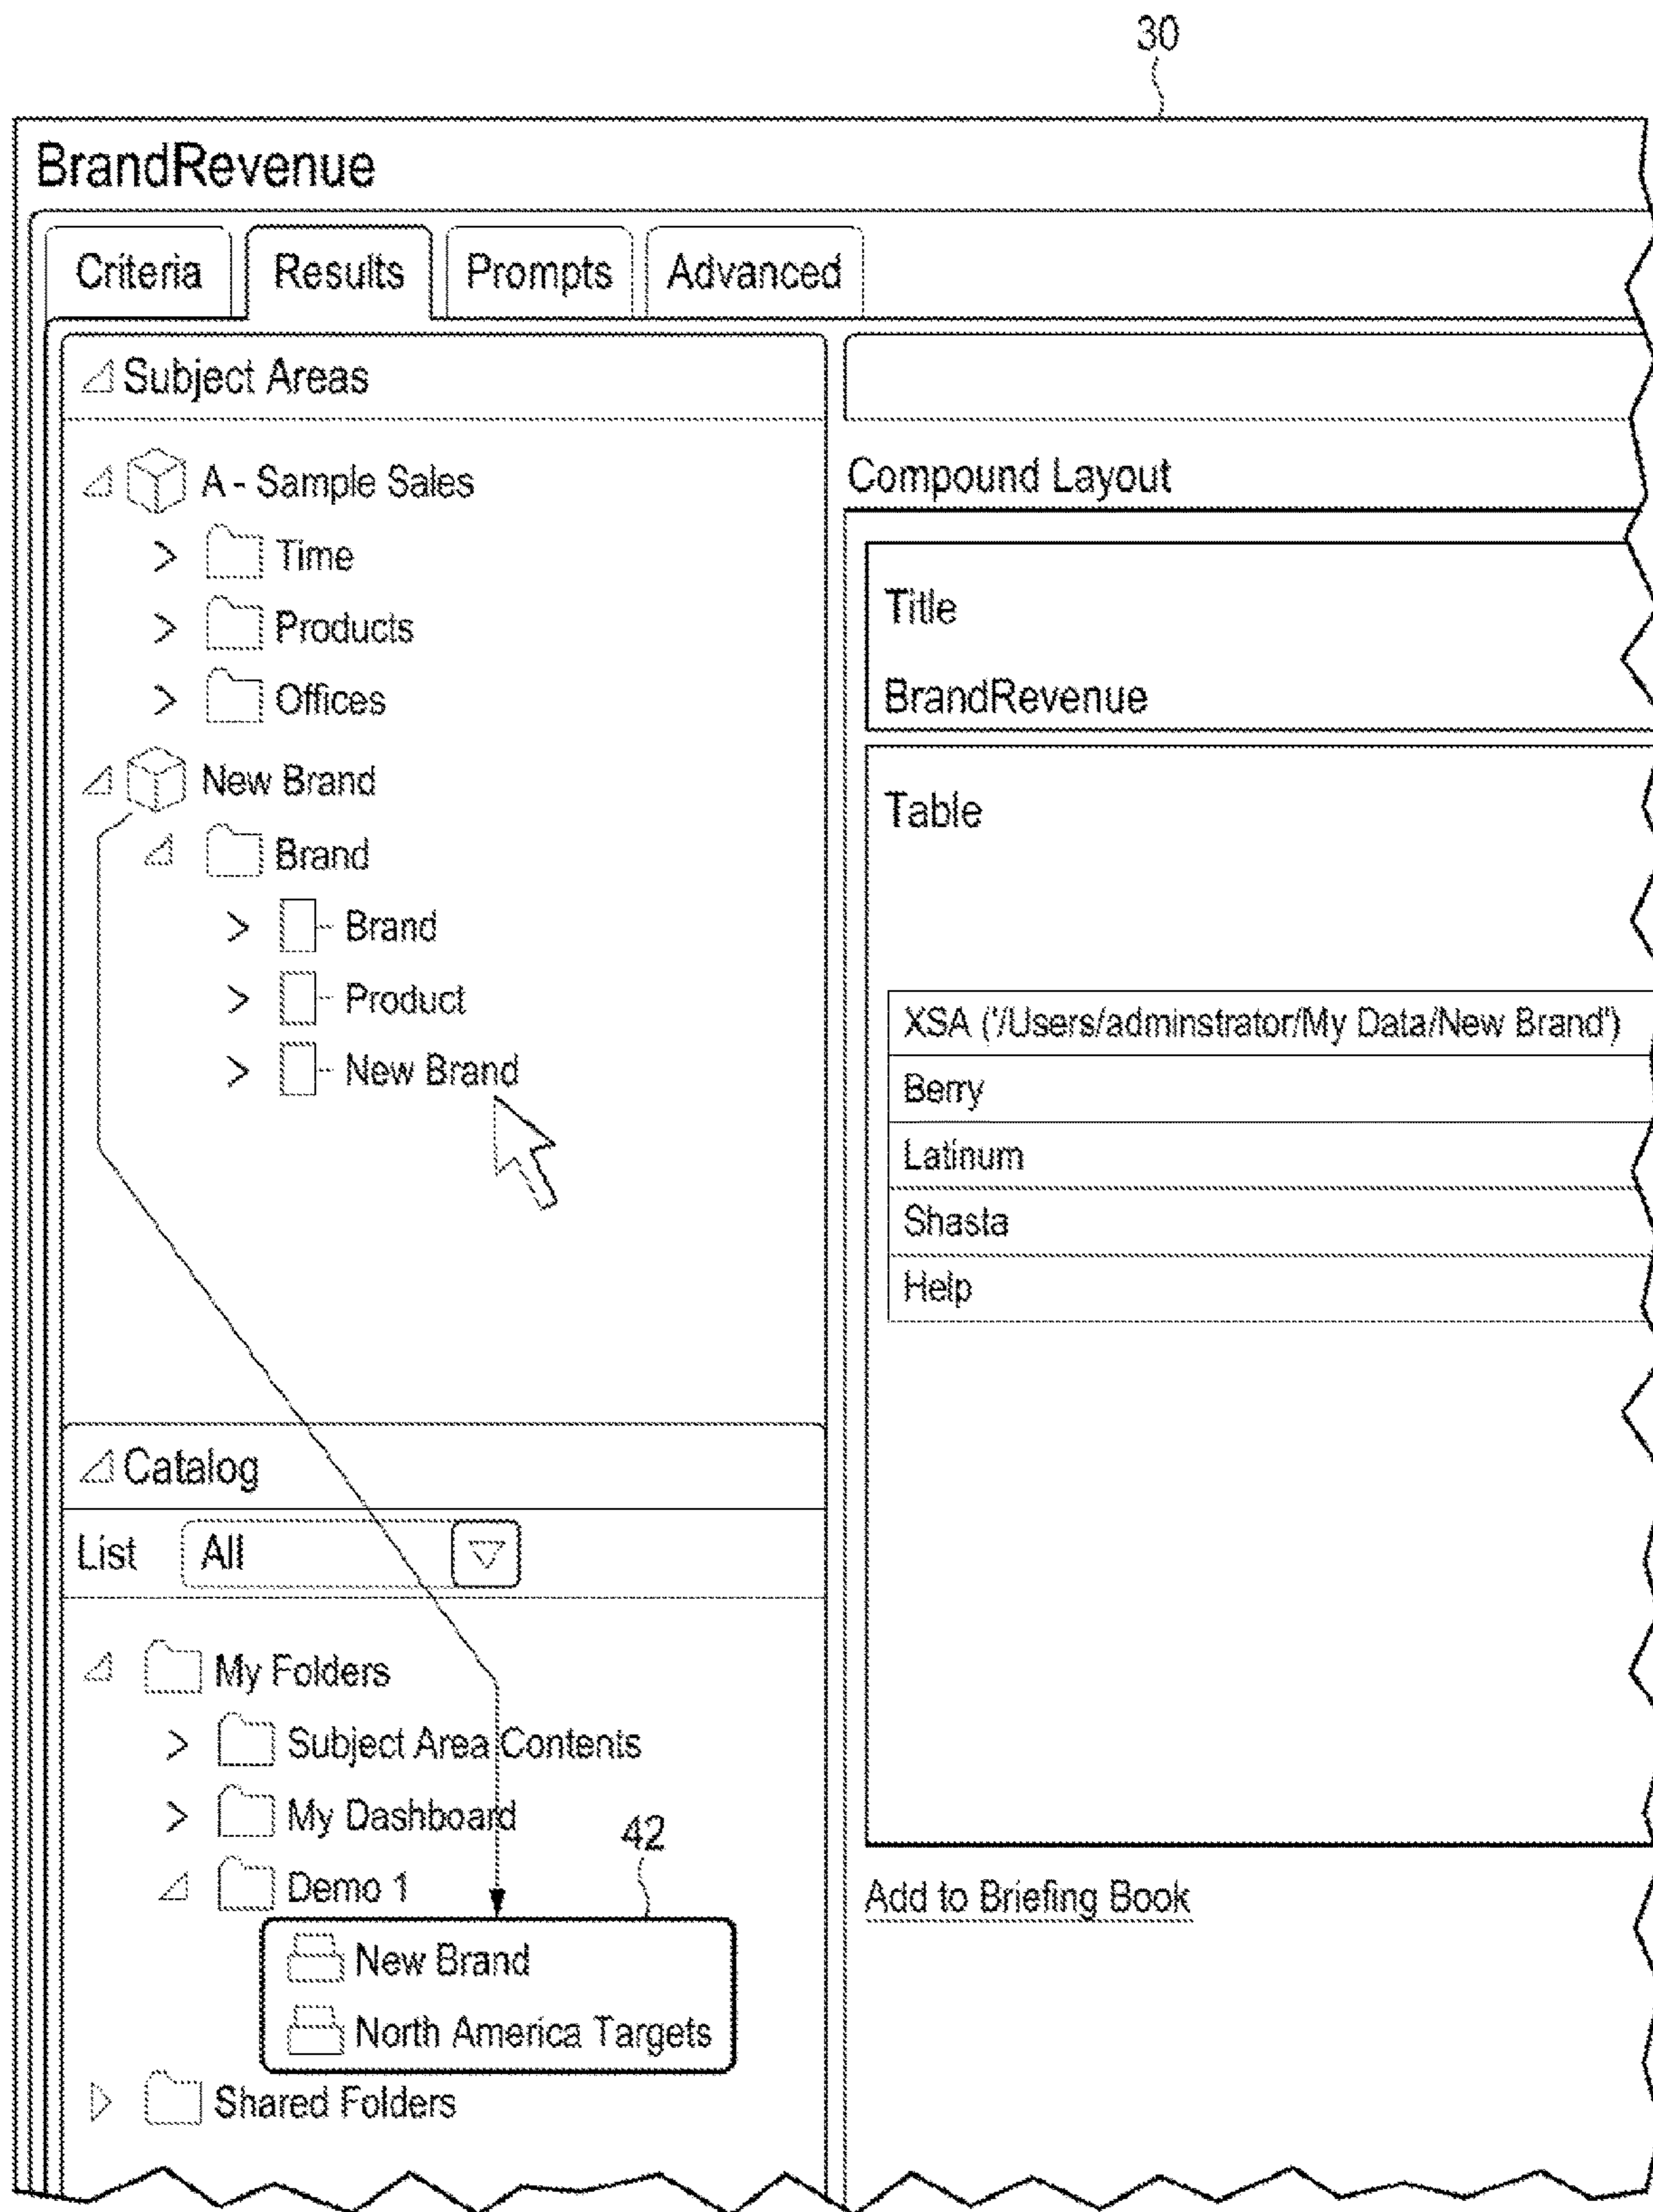 30
BrandRevenue
Criteria Results Prompts Advanced
Subject Areas
A - Sample Sales
Time
Products
Offices
New Brand
Brand
Brand
Product
New Brand
Catalog
List All
My Folders
Subject Area Contents
My Dashboard
Demo 1
42
New Brand
North America Targets
Shared Folders
Compound Layout
Title
BrandRevenue
Table
XSA ('/Users/adminstrator/My Data/New Brand')
Berry
Latinum
Shasta
Help
Add to Briefing Book